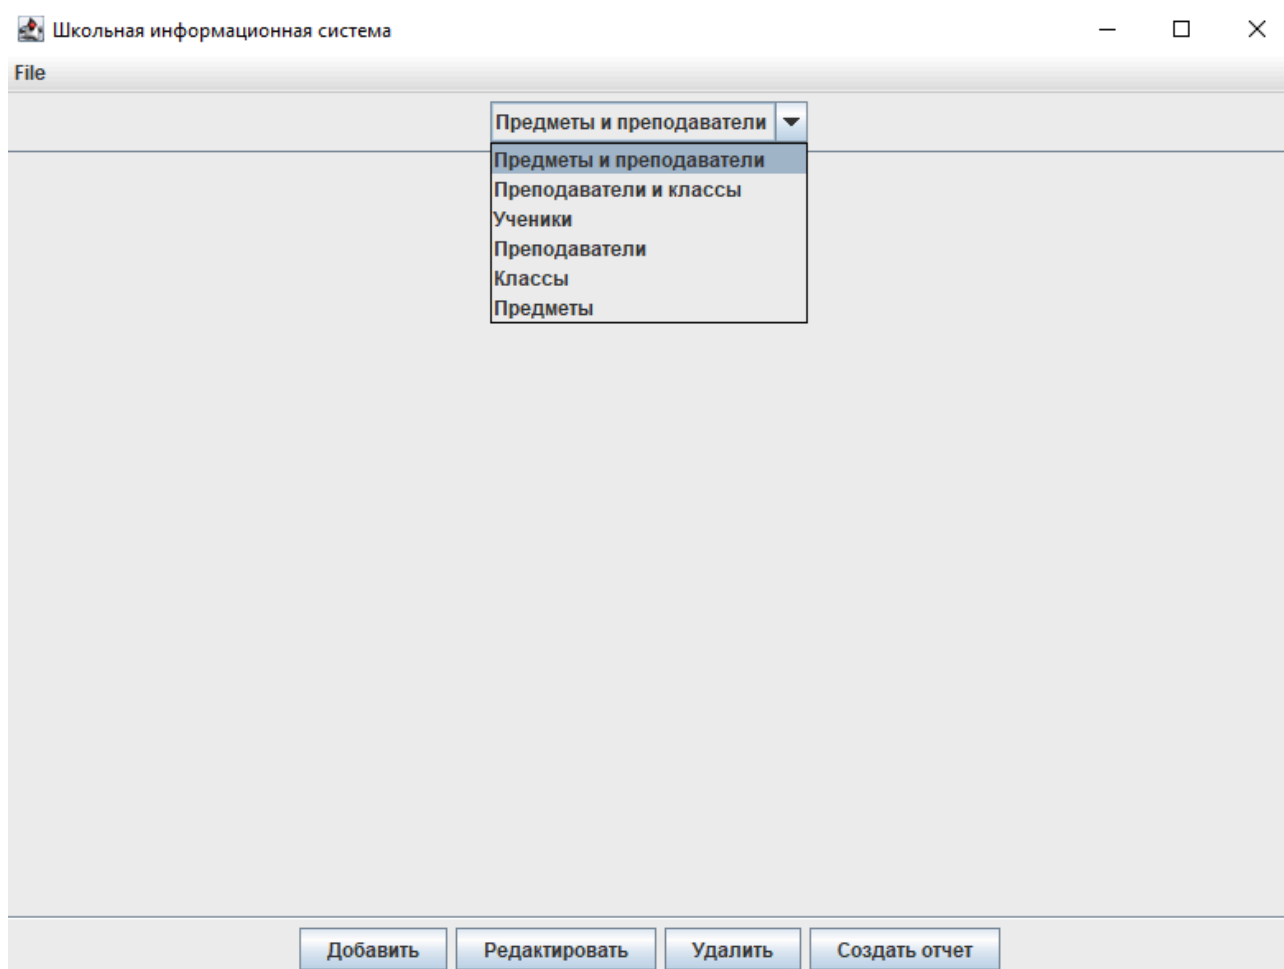 Школьная информационная система
File
Предметы и преподаватели
Предметы и преподаватели
Преподаватели и классы
Ученики
Преподаватели
Классы
Предметы
Добавить Редактировать Удалить Создать отчет